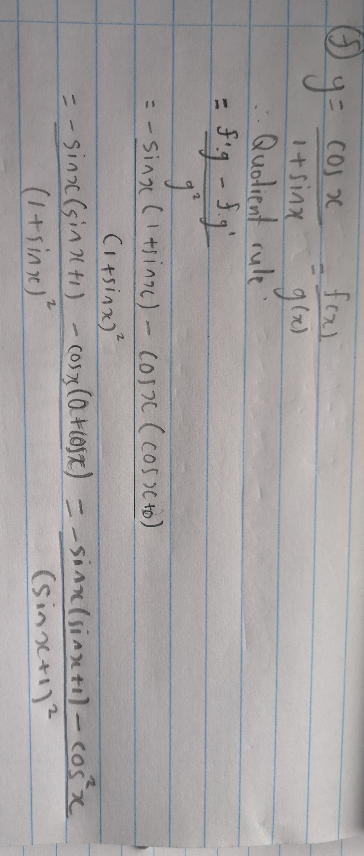 (f) y = cos x / 1 + sin x = f(x) / g(x)
∴ Quotient rule.
= f'g - f.g' / g²
= - sin x (1 + sin x) - cos x (cos x + 0) / (1 + sin x)²
= - sin x (sin x + 1) - cos x (0 + cos x) / (1 + sin x)² = - sin x (sin x + 1) - cos² x / (sin x + 1)²